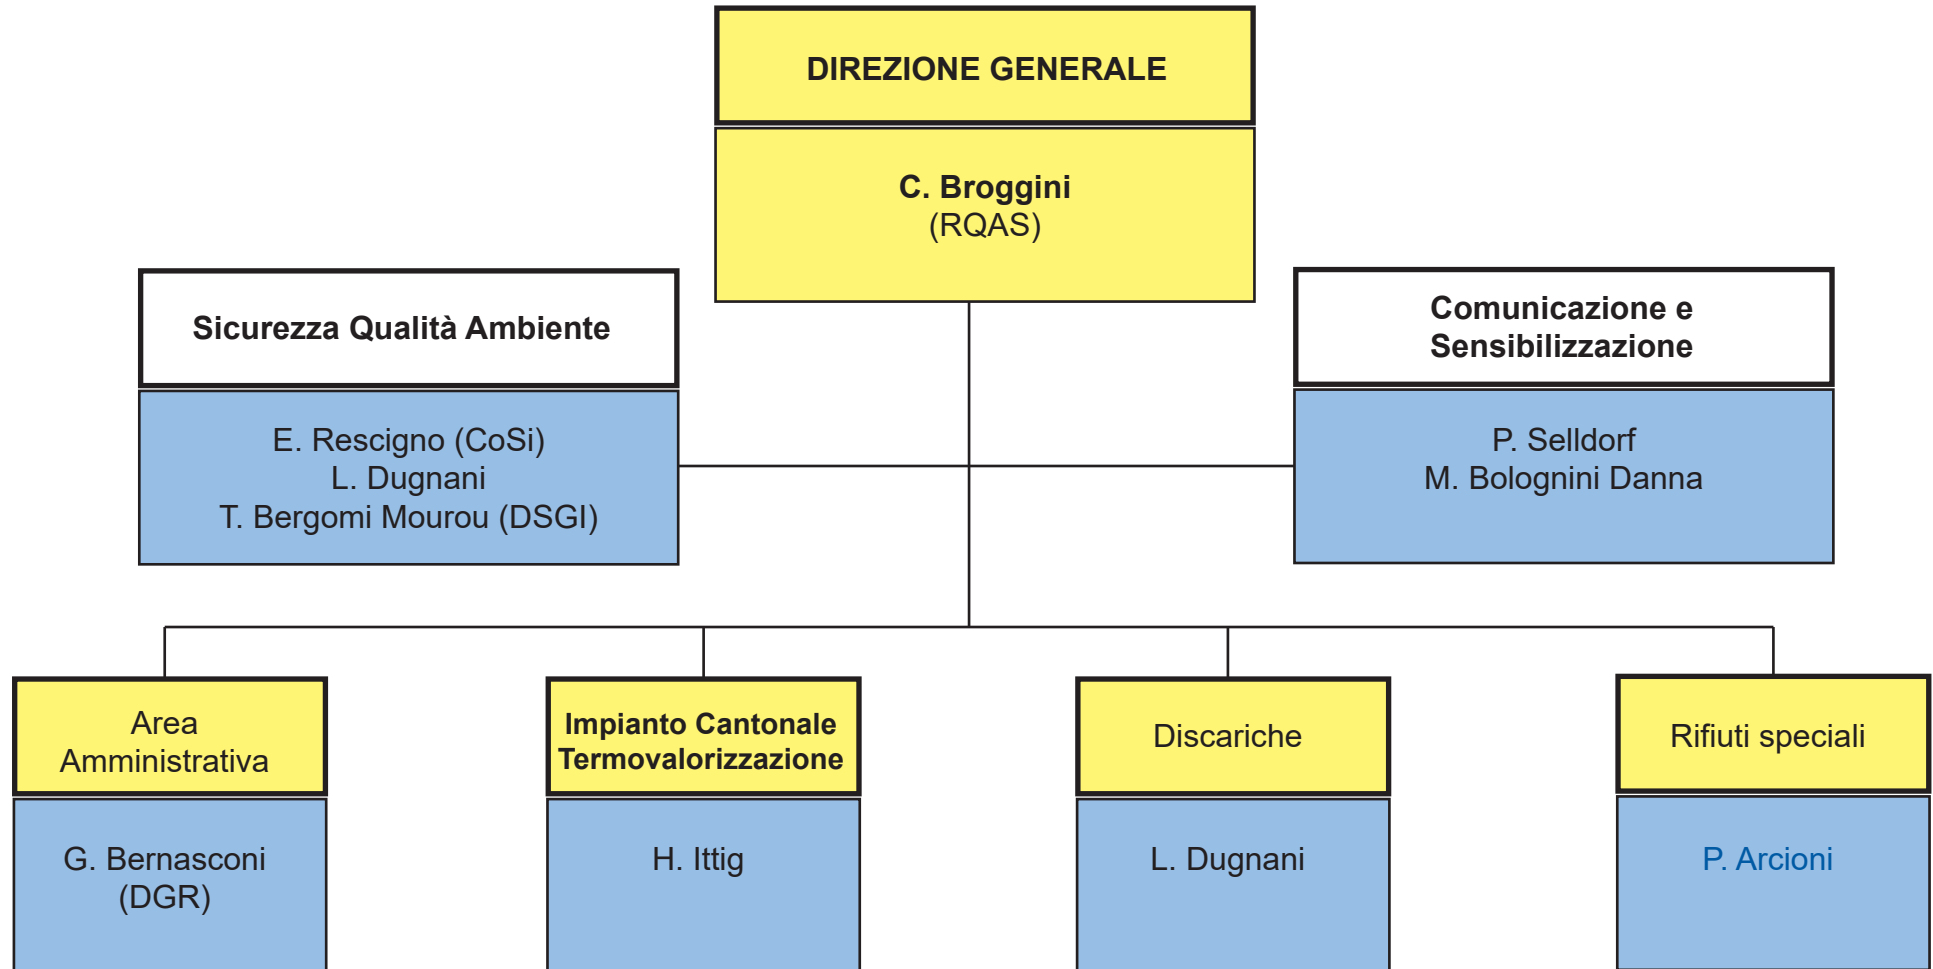 DIREZIONE GENERALE
C. Broggini
(RQAS)
Sicurezza Qualità Ambiente
E. Rescigno (CoSi)
L. Dugnani
T. Bergomi Mourou (DSGI)
Comunicazione e
Sensibilizzazione
P. Selldorf
M. Bolognini Danna
Area
Amministrativa
G. Bernasconi
(DGR)
Impianto Cantonale
Termovalorizzazione
H. Ittig
Discariche
L. Dugnani
Rifiuti speciali
P. Arcioni